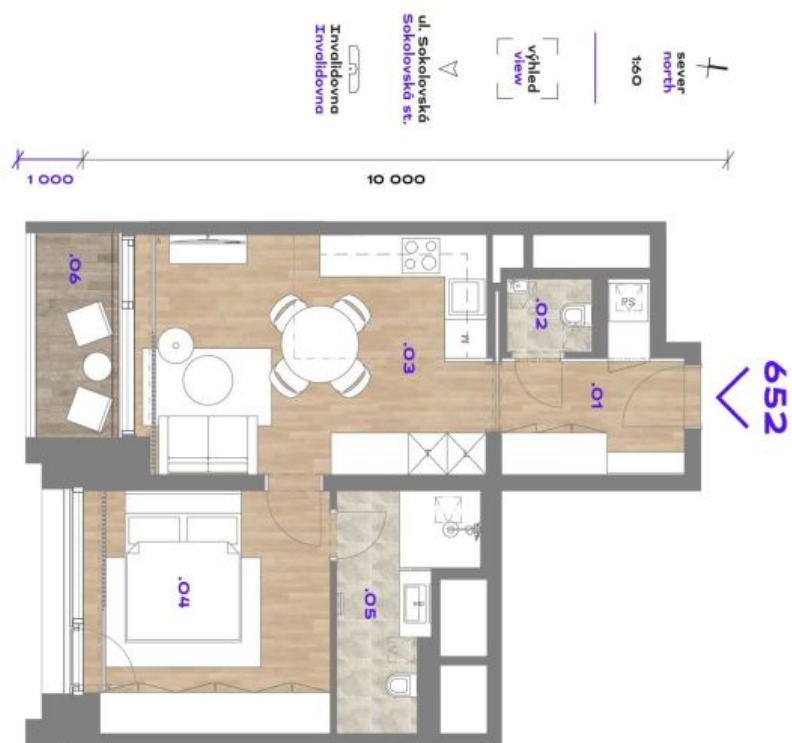 652
sever
north
1:60
výhled
view
ul. Sokolovská
Sokolovská st.
Invalidovna
Invalidovna
10 000
1 000
.01
.02
.03
.04
.05
.06